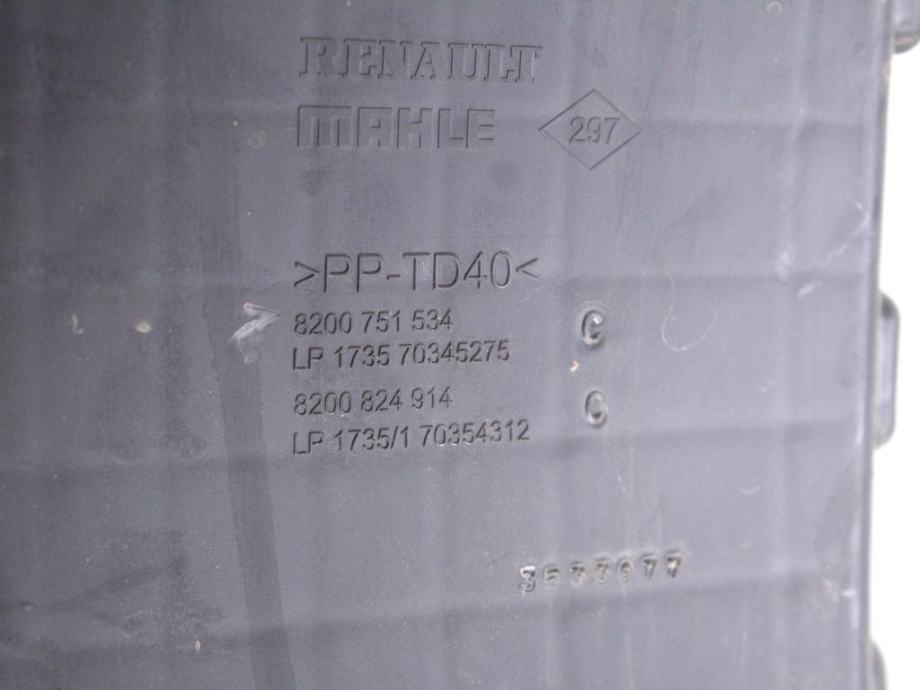 RENAULT
MAHLE 297
>PP-TD40<
8200 751 534 C
LP 1735 70345275
8200 824 914 C
LP 1735/1 70354312